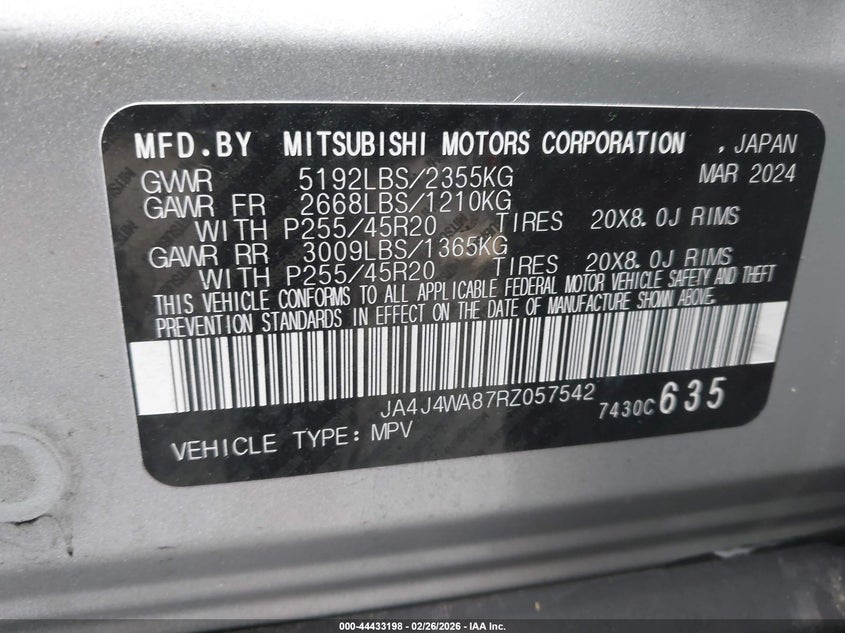 MFD.BY MITSUBISHI MOTORS CORPORATION , JAPAN
GVWR 5192LBS/2355KG MAR 2024
GAWR FR 2668LBS/1210KG
WITH P255/45R20 TIRES 20X8.0J RIMS
GAWR RR 3009LBS/1365KG
WITH P255/45R20 TIRES 20X8.0J RIMS
THIS VEHICLE CONFORMS TO ALL APPLICABLE FEDERAL MOTOR VEHICLE SAFETY AND THEFT
PREVENTION STANDARDS IN EFFECT ON THE DATE OF MANUFACTURE SHOWN ABOVE.
JA4J4WA87RZ057542 7430C 635
VEHICLE TYPE: MPV
000-44433198 - 02/26/2026 - IAA Inc.